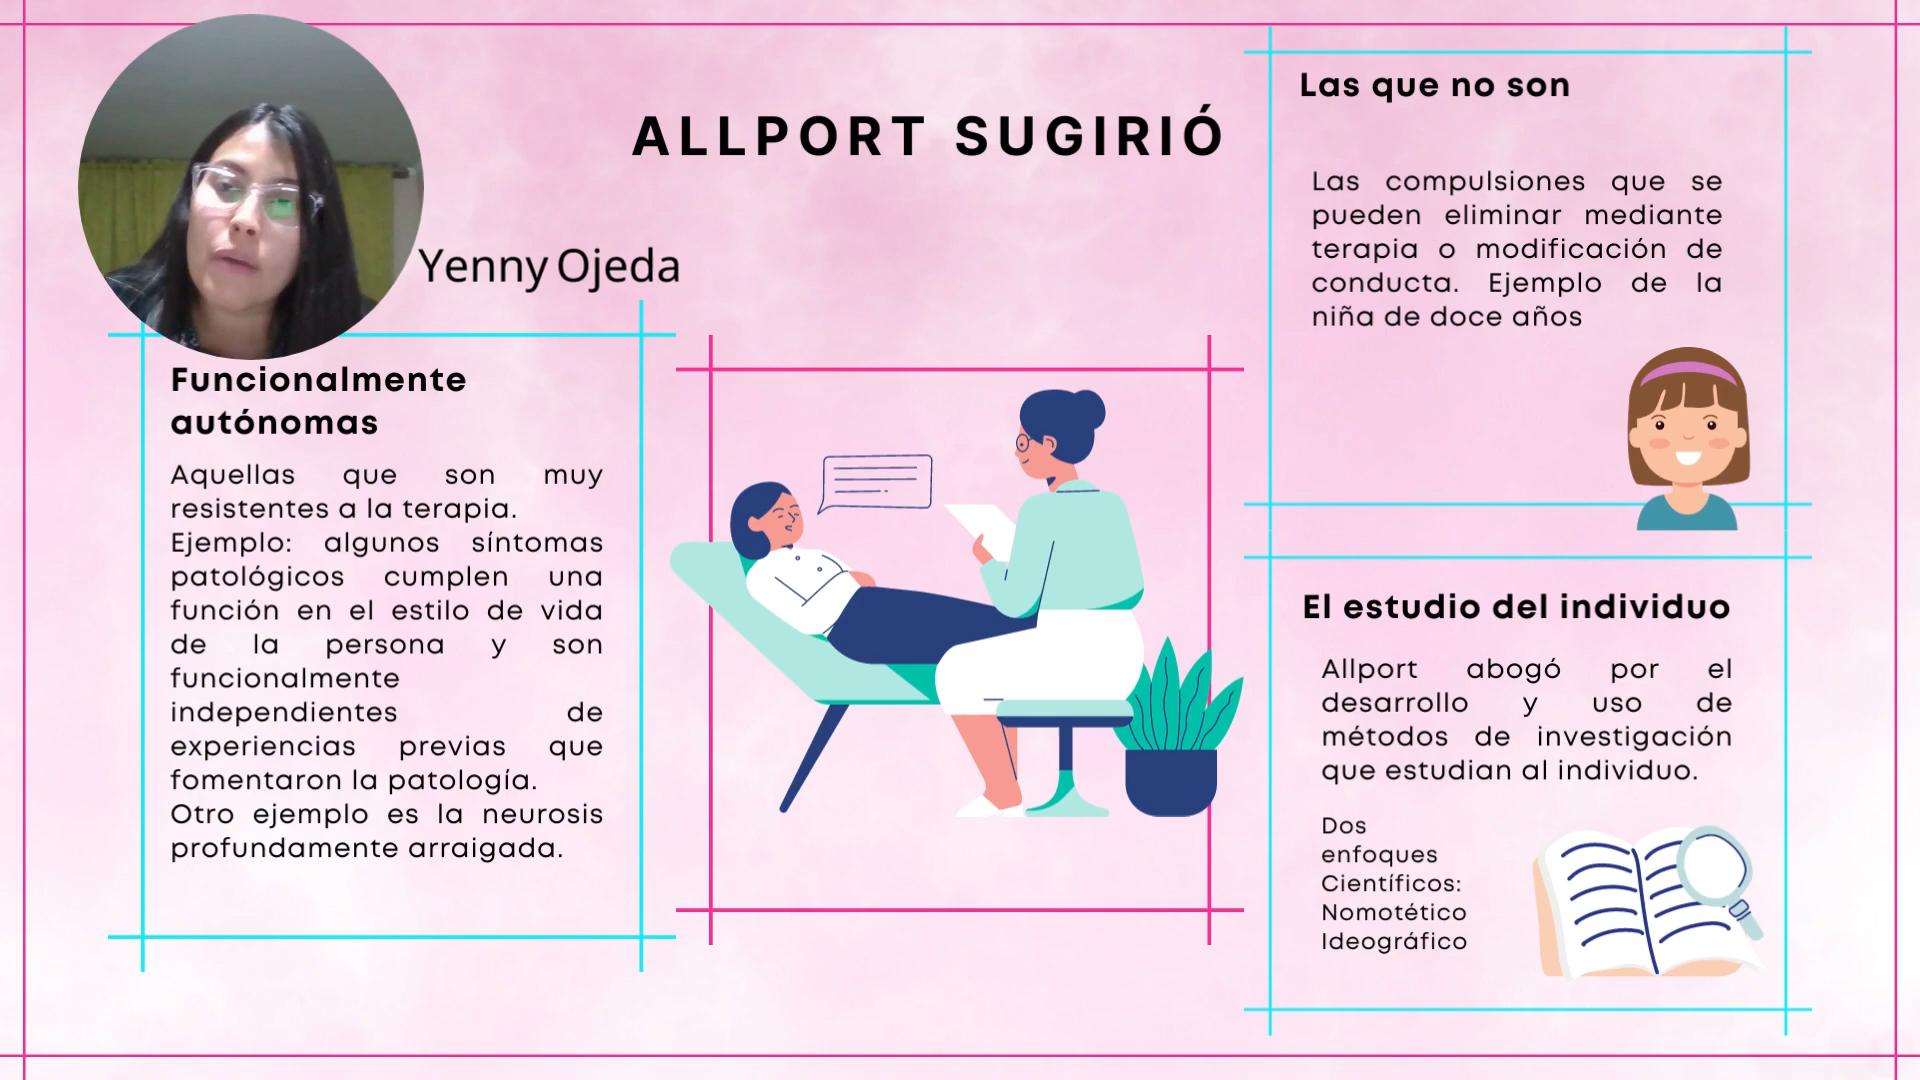 ALLPORT SUGIRIÓ
Yenny Ojeda
Funcionalmente
autónomas
Aquellas que son muy
resistentes a la terapia.
Ejemplo: algunos síntomas
patológicos cumplen una
función en el estilo de vida
de la persona y son
funcionalmente
independientes de
experiencias previas que
fomentaron la patología.
Otro ejemplo es la neurosis
profundamente arraigada.
Las que no son
Las compulsiones que se
pueden eliminar mediante
terapia o modificación de
conducta. Ejemplo de la
niña de doce años
El estudio del individuo
Allport abogó por el
desarrollo y uso de
métodos de investigación
que estudian al individuo.
Dos
enfoques
Científicos:
Nomotético
Ideográfico